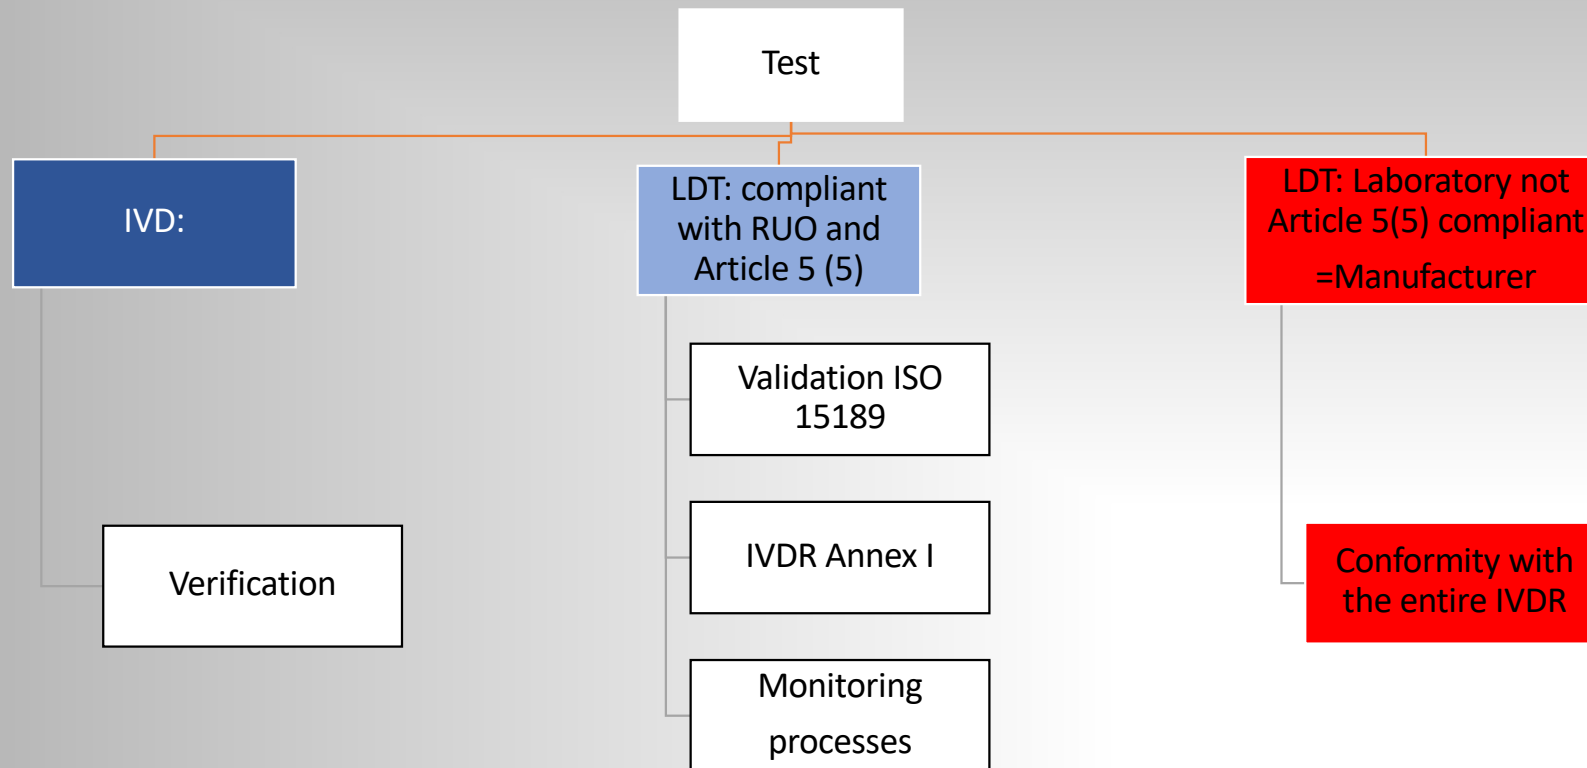 Test
IVD:
LDT: compliant
with RUO and
Article 5 (5)
LDT: Laboratory not
Article 5(5) compliant
=Manufacturer
Validation ISO
15189
IVDR Annex I
Verification
Conformity with
the entire IVDR
Monitoring
processes